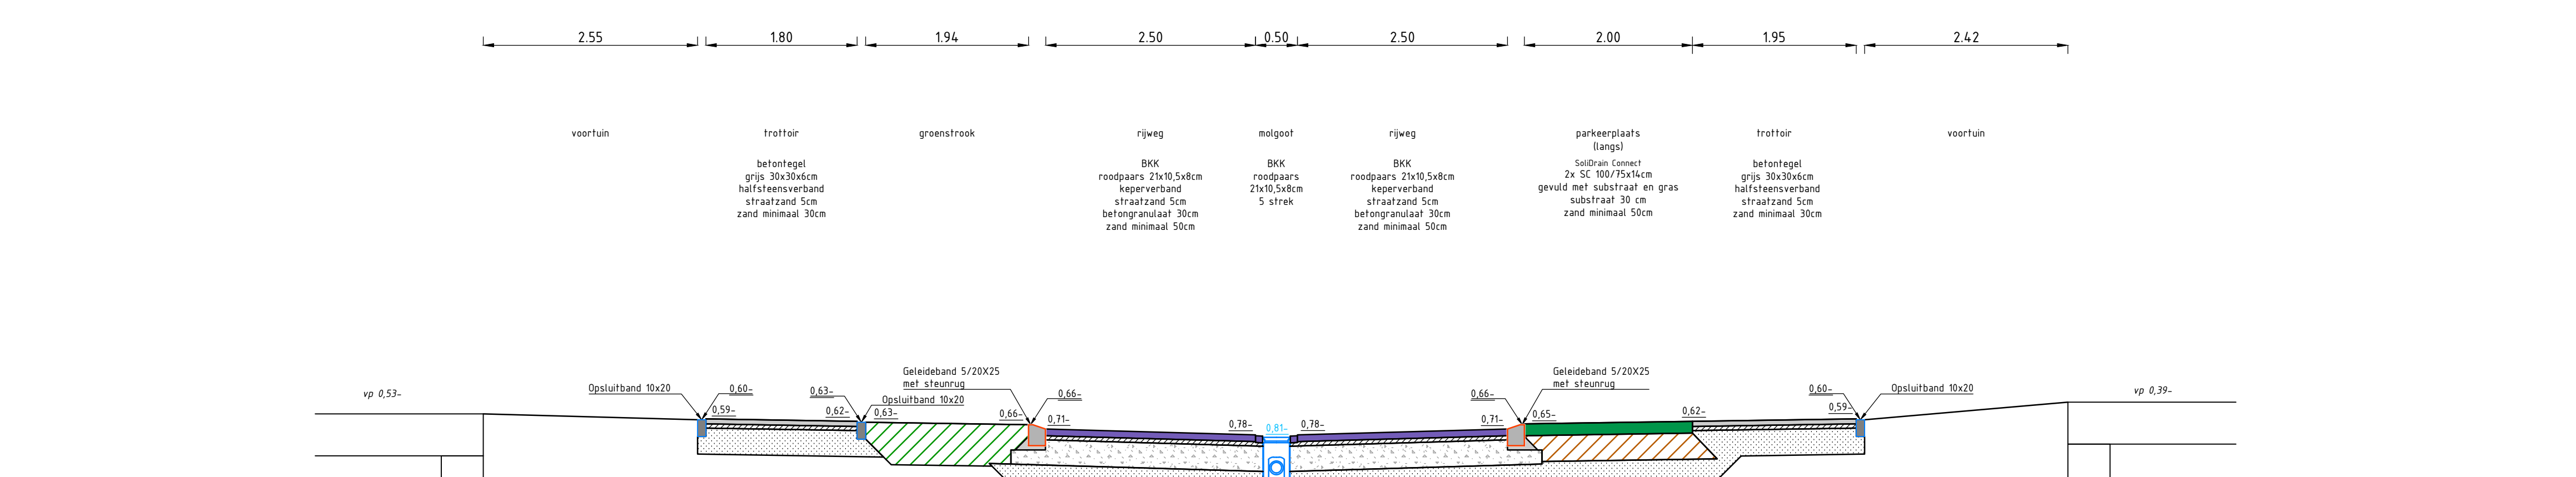 2.55 1.80 1.94 2.50 0.50 2.50 2.00 1.95 2.42
voortuin
trottoir
betontegel
grijs 30x30x6cm
halfsteensverband
straatzand 5cm
zand minimaal 30cm
groenstrook
rijweg
BKK
roodpaars 21x10,5x8cm
keperverband
straatzand 5cm
betongranulaat 30cm
zand minimaal 50cm
molgoot
BKK
roodpaars
21x10,5x8cm
5 strek
rijweg
BKK
roodpaars 21x10,5x8cm
keperverband
straatzand 5cm
betongranulaat 30cm
zand minimaal 50cm
parkeerplaats
(langs)
SoliDrain Connect
2x SC 100/75x14cm
gevuld met substraat en gras
substraat 30 cm
zand minimaal 50cm
trottoir
betontegel
grijs 30x30x6cm
halfsteensverband
straatzand 5cm
zand minimaal 30cm
voortuin
vp 0,53-
Opsluitband 10x20
0,60-
0,59-
0,63-
0,62-
Opsluitband 10x20
0,63-
Geleideband 5/20X25
met steunrug
0,66-
0,66-
0,71-
0,78-
0,81-
0,78-
0,66-
0,71-
Geleideband 5/20X25
met steunrug
0,65-
0,62-
0,60-
0,59-
Opsluitband 10x20
vp 0,39-